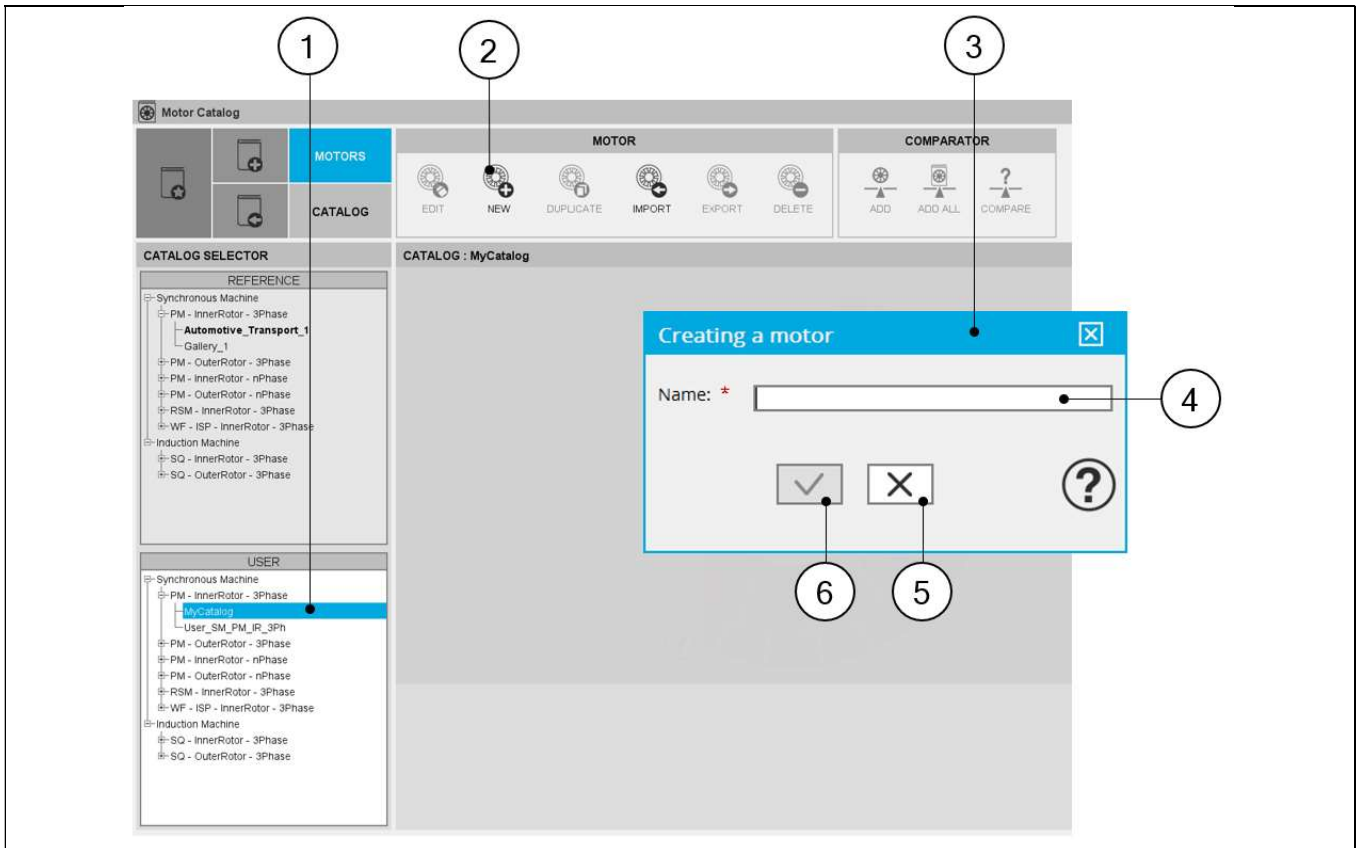 1
2
3
Motor Catalog
MOTORS
CATALOG
MOTOR
EDIT
NEW
DUPLICATE
IMPORT
EXPORT
DELETE
COMPARATOR
?
ADD
ADD ALL
COMPARE
CATALOG SELECTOR
REFERENCE
Synchronous Machine
PM - InnerRotor - 3Phase
Automotive_Transport_1
Gallery_1
PM - OuterRotor - 3Phase
PM - InnerRotor - nPhase
PM - OuterRotor - nPhase
RSM - InnerRotor - 3Phase
WF - ISP - InnerRotor - 3Phase
Induction Machine
SQ - InnerRotor - 3Phase
SQ - OuterRotor - 3Phase
USER
Synchronous Machine
PM - InnerRotor - 3Phase
MyCatalog
User_SM_PM_IR_3Ph
PM - OuterRotor - 3Phase
PM - InnerRotor - nPhase
PM - OuterRotor - nPhase
RSM - InnerRotor - 3Phase
WF - ISP - InnerRotor - 3Phase
Induction Machine
SQ - InnerRotor - 3Phase
SQ - OuterRotor - 3Phase
CATALOG : MyCatalog
Creating a motor
Name: *
4
?
6
5